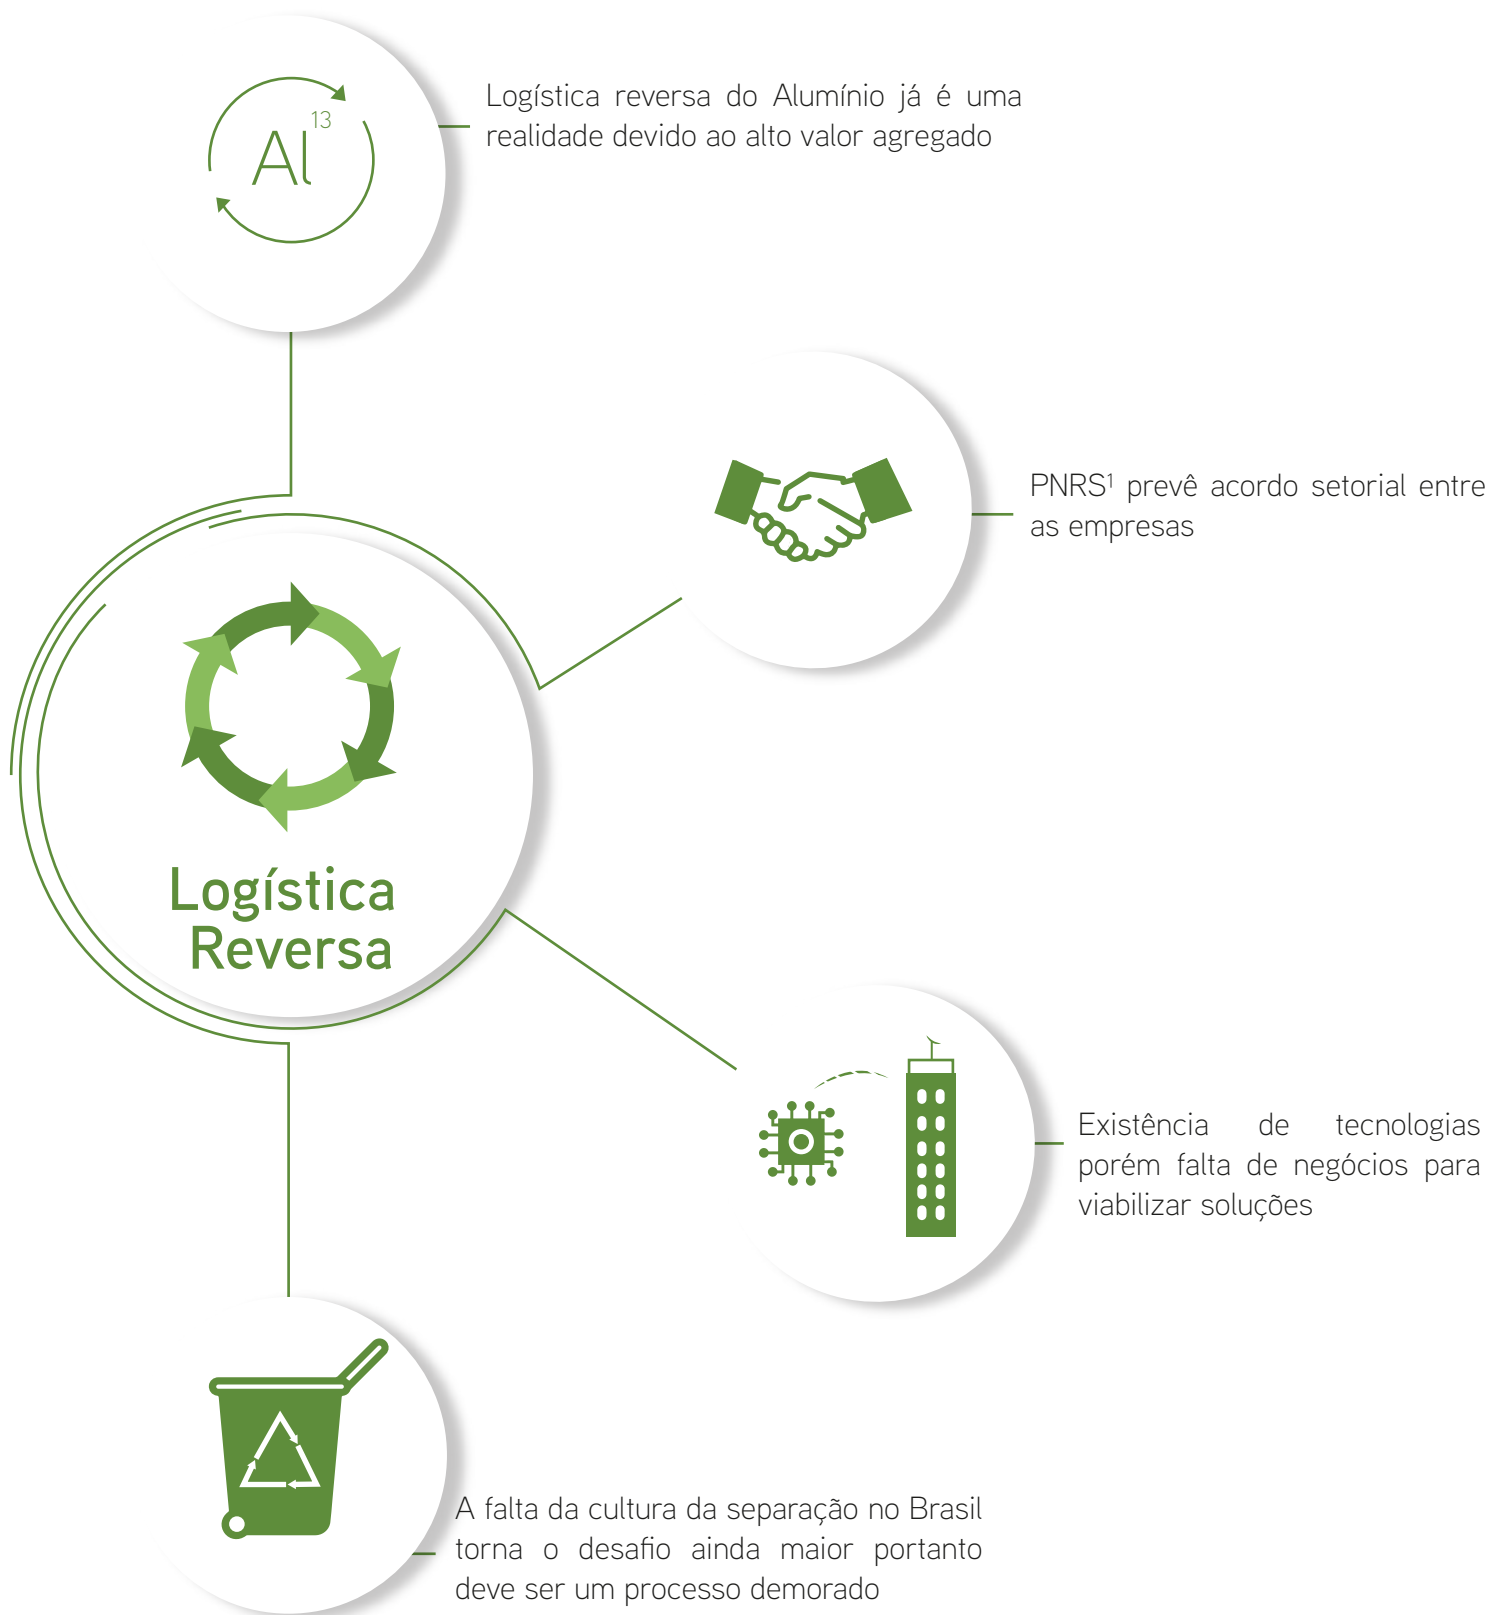 Al
13
Logística reversa do Alumínio já é uma
realidade devido ao alto valor agregado
PNRS¹ prevê acordo setorial entre
as empresas
Logística
Reversa
Existência de tecnologias
porém falta de negócios para
viabilizar soluções
A falta da cultura da separação no Brasil
torna o desafio ainda maior portanto
deve ser um processo demorado